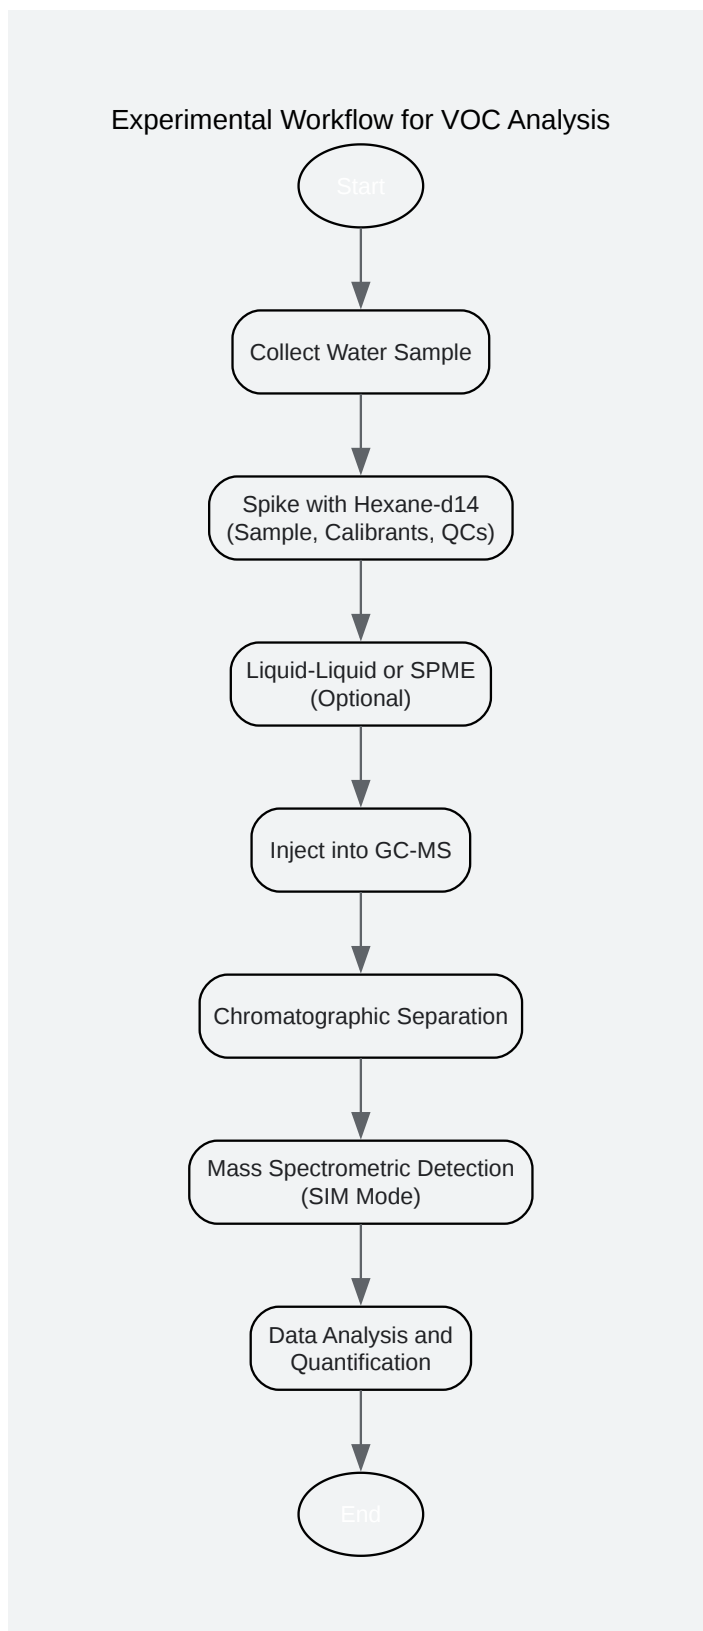 Experimental Workflow for VOC Analysis
Start
Collect Water Sample
Spike with Hexane-d14
(Sample, Calibrants, QCs)
Liquid-Liquid or SPME
(Optional)
Inject into GC-MS
Chromatographic Separation
Mass Spectrometric Detection
(SIM Mode)
Data Analysis and
Quantification
End